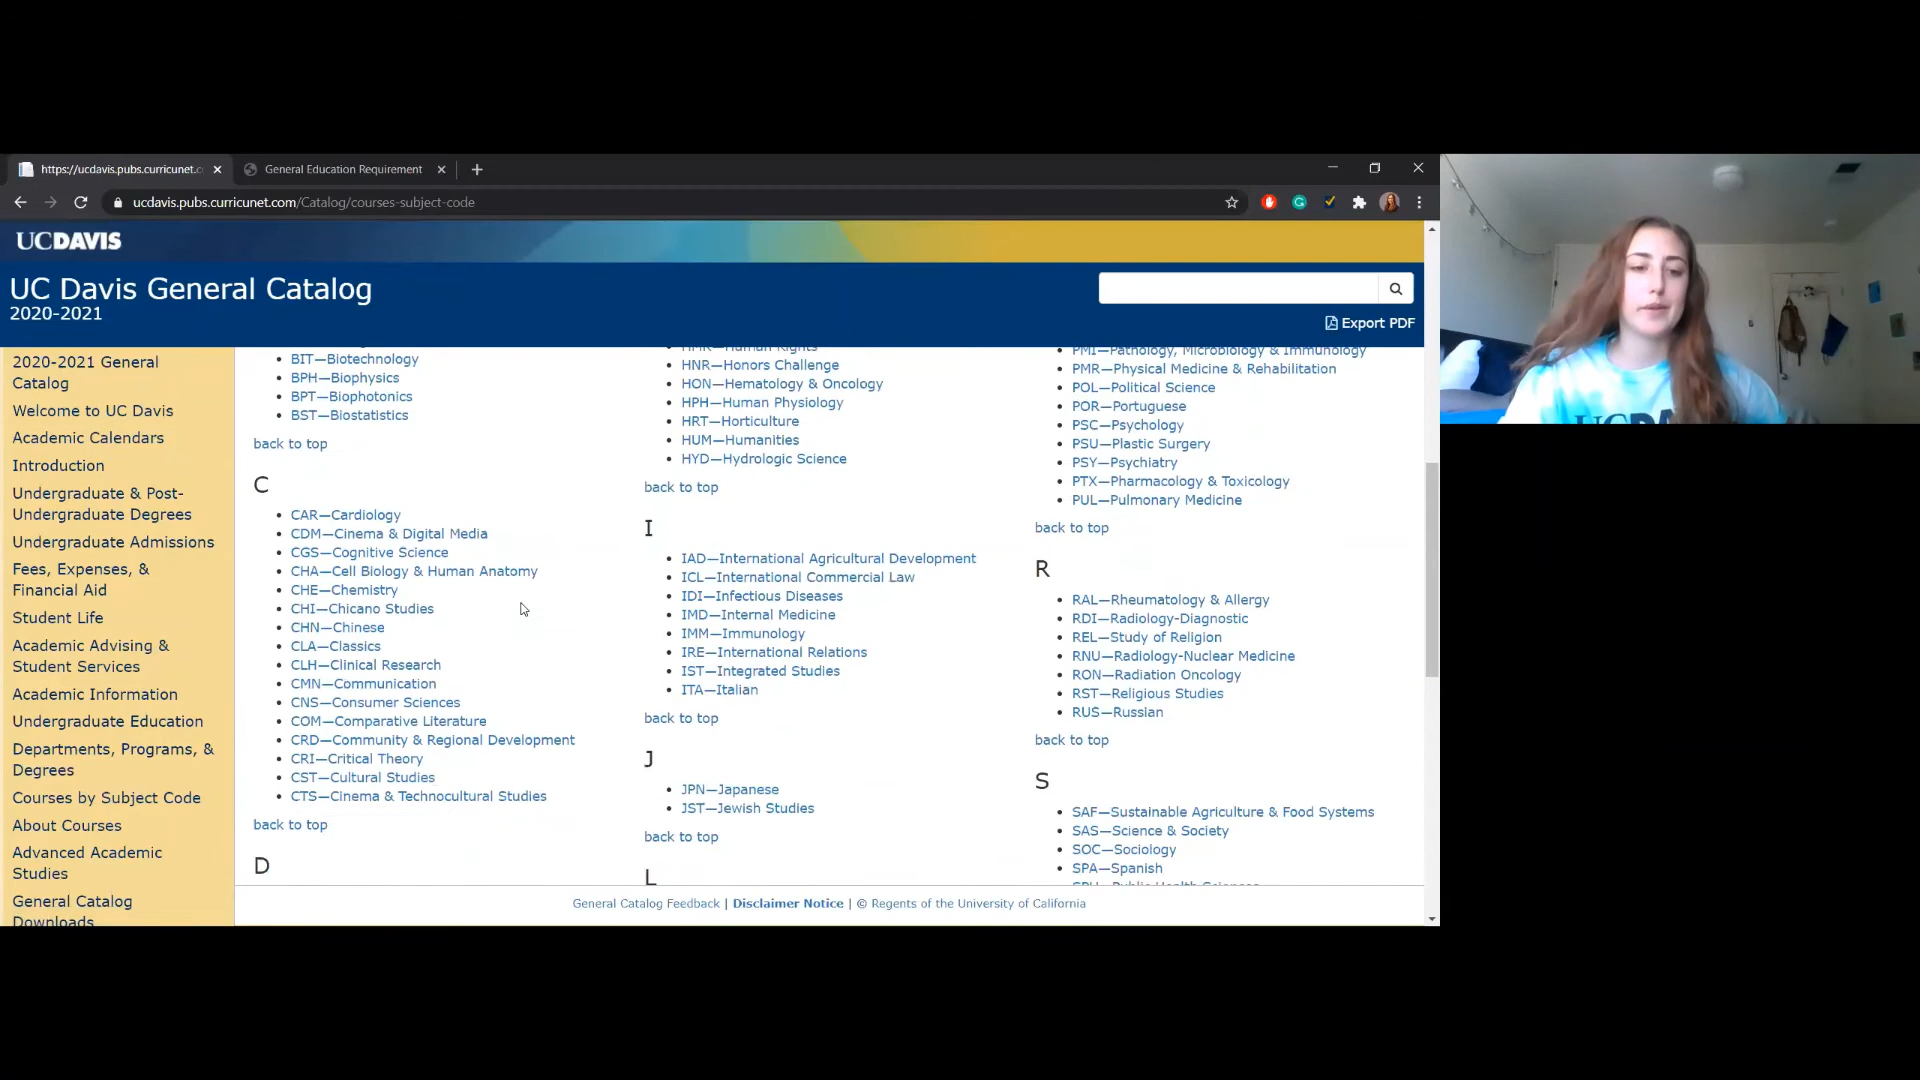 https://ucdavis.pubs.curricunet.c
General Education Requirement
ucdavis.pubs.curricunet.com/Catalog/courses-subject-code
UCDAVIS
UC Davis General Catalog
2020-2021
Export PDF
2020-2021 General
Catalog
Welcome to UC Davis
Academic Calendars
Introduction
Undergraduate & Post-
Undergraduate Degrees
Undergraduate Admissions
Fees, Expenses, &
Financial Aid
Student Life
Academic Advising &
Student Services
Academic Information
Undergraduate Education
Departments, Programs, &
Degrees
Courses by Subject Code
About Courses
Advanced Academic
Studies
General Catalog
Downloads
BIT—Biotechnology
BPH—Biophysics
BPT—Biophotonics
BST—Biostatistics
back to top
C
CAR—Cardiology
CDM—Cinema & Digital Media
CGS—Cognitive Science
CHA—Cell Biology & Human Anatomy
CHE—Chemistry
CHI—Chicano Studies
CHN—Chinese
CLA—Classics
CLH—Clinical Research
CMN—Communication
CNS—Consumer Sciences
COM—Comparative Literature
CRD—Community & Regional Development
CRI—Critical Theory
CST—Cultural Studies
CTS—Cinema & Technocultural Studies
back to top
D
HMR—Human Rights
HNR—Honors Challenge
HON—Hematology & Oncology
HPH—Human Physiology
HRT—Horticulture
HUM—Humanities
HYD—Hydrologic Science
back to top
I
IAD—International Agricultural Development
ICL—International Commercial Law
IDI—Infectious Diseases
IMD—Internal Medicine
IMM—Immunology
IRE—International Relations
IST—Integrated Studies
ITA—Italian
back to top
J
JPN—Japanese
JST—Jewish Studies
back to top
L
PMI—Pathology, Microbiology & Immunology
PMR—Physical Medicine & Rehabilitation
POL—Political Science
POR—Portuguese
PSC—Psychology
PSU—Plastic Surgery
PSY—Psychiatry
PTX—Pharmacology & Toxicology
PUL—Pulmonary Medicine
back to top
R
RAL—Rheumatology & Allergy
RDI—Radiology-Diagnostic
REL—Study of Religion
RNU—Radiology-Nuclear Medicine
RON—Radiation Oncology
RST—Religious Studies
RUS—Russian
back to top
S
SAF—Sustainable Agriculture & Food Systems
SAS—Science & Society
SOC—Sociology
SPA—Spanish
SPH—Public Health Sciences
General Catalog Feedback | Disclaimer Notice | © Regents of the University of California
UCDA